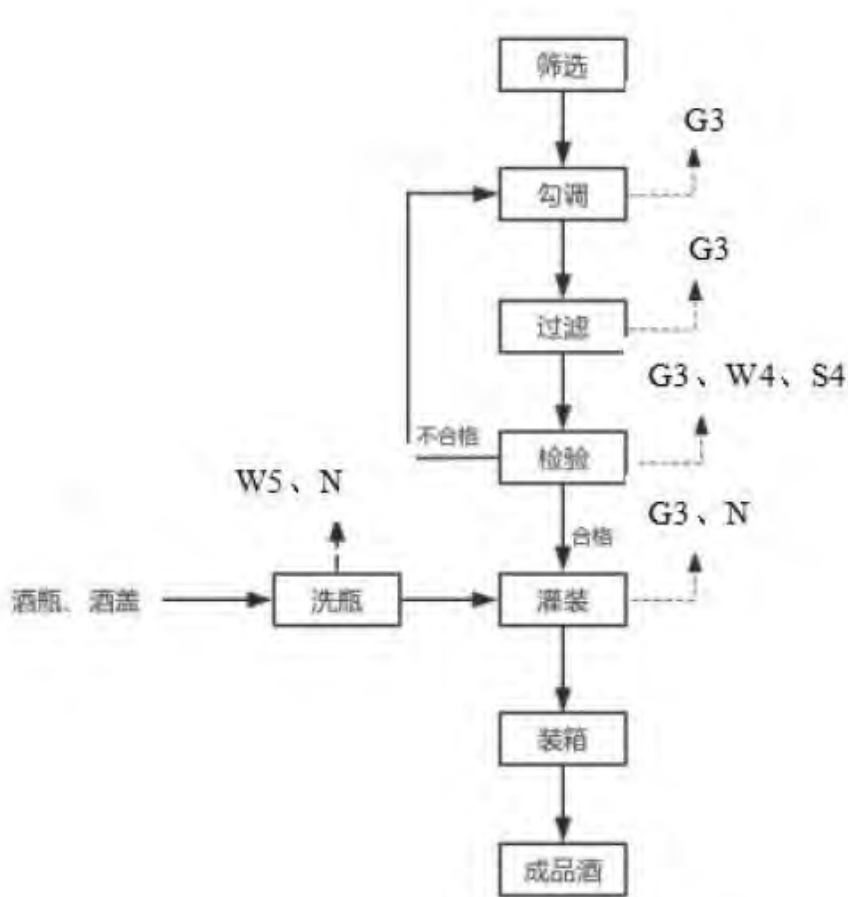 筛选
G3
勾调
G3
过滤
G3、W4、S4
不合格
检验
W5、N
G3、N
合格
酒瓶、酒盖
洗瓶
灌装
装箱
成品酒